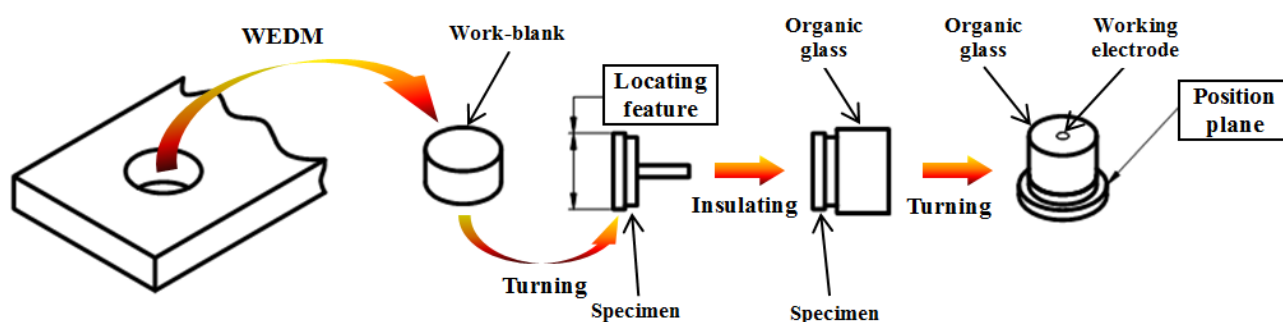 WEDM
Work-blank
Locating
feature
Organic
glass
Organic
glass
Working
electrode
Position
plane
Insulating
Turning
Turning
Specimen
Specimen